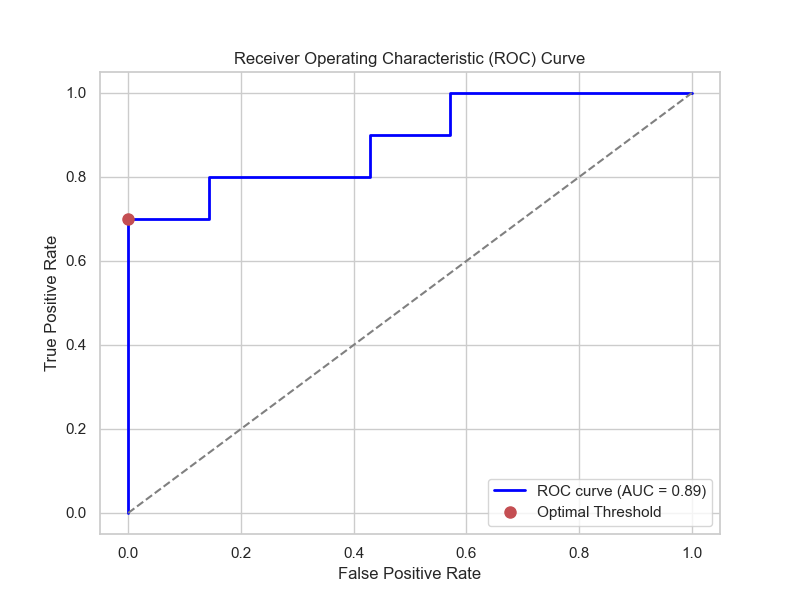 Receiver Operating Characteristic (ROC) Curve
True Positive Rate
1.0
0.8
0.6
0.4
0.2
0.0
0.0 0.2 0.4 0.6 0.8 1.0
False Positive Rate
ROC curve (AUC = 0.89)
Optimal Threshold